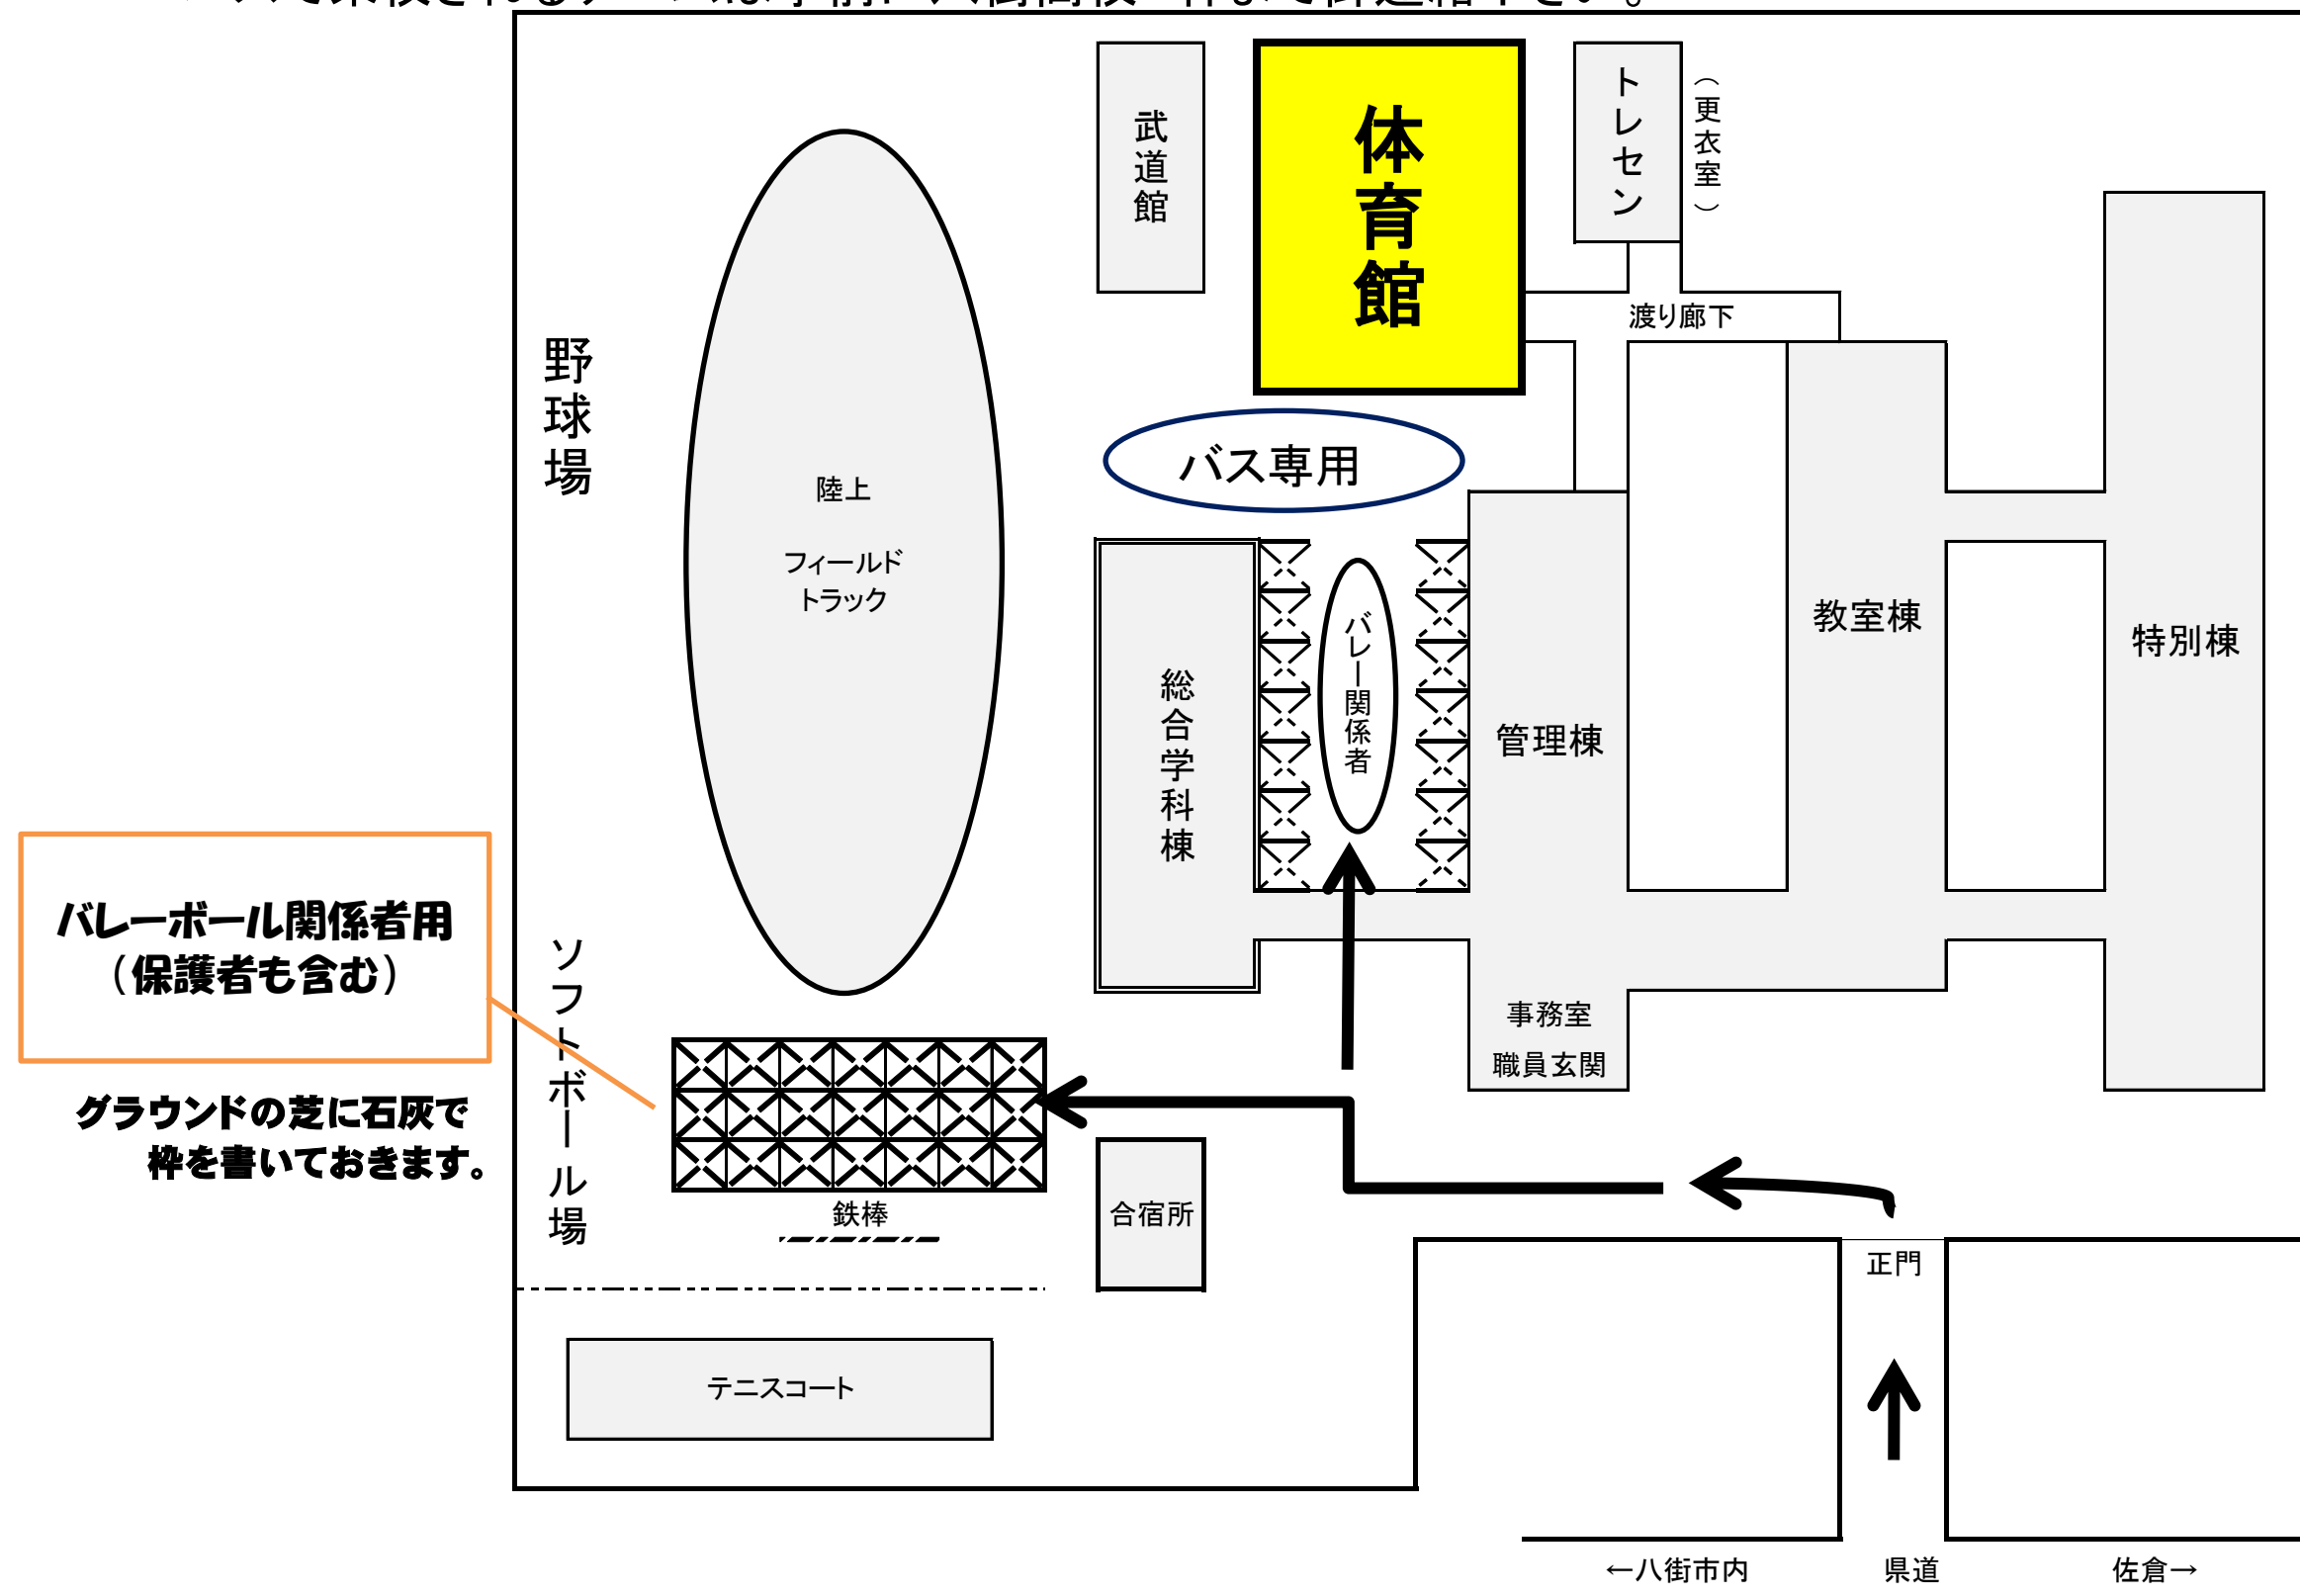 武道館
体育館
トレセン
（更衣室）
渡り廊下
野球場
バス専用
陸上
フィールド
トラック
バレー関係者
教室棟
特別棟
総合学科棟
管理棟
バレーボール関係者用
（保護者も含む）
ソフトボール場
事務室
職員玄関
グラウンドの芝に石灰で
枠を書いておきます。
鉄棒
合宿所
正門
テニスコート
←八街市内
県道
佐倉→